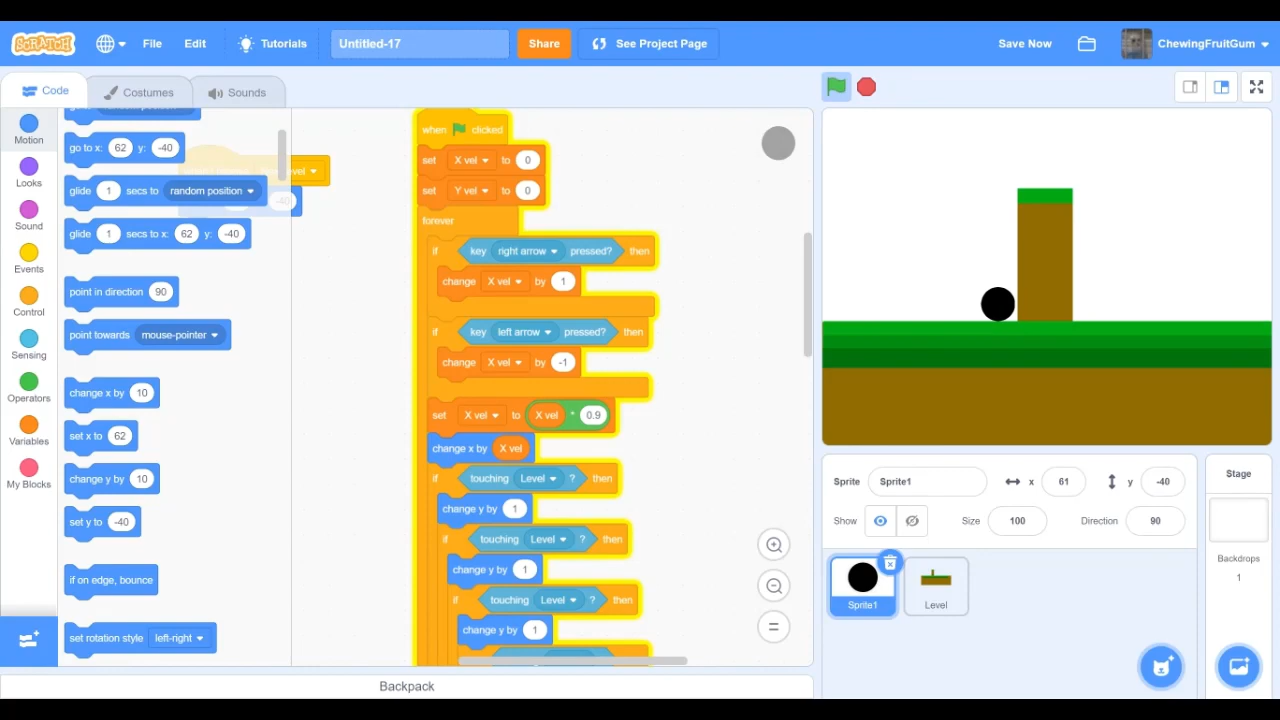 SCRATCH
File
Edit
Tutorials
Untitled-17
Share
See Project Page
Save Now
ChewingFruitGum
Code
Costumes
Sounds
Motion
Looks
Sound
Events
Control
Sensing
Operators
Variables
My Blocks
go to x: 62 y: -40
glide 1 secs to random position
glide 1 secs to x: 62 y: -40
point in direction 90
point towards mouse-pointer
change x by 10
set x to 62
change y by 10
set y to -40
if on edge, bounce
set rotation style left-right
-40
when clicked
set X vel to 0
set Y vel to 0
forever
if key right arrow pressed? then
change X vel by 1
if key left arrow pressed? then
change X vel by -1
set X vel to X vel * 0.9
change x by X vel
if touching Level ? then
change y by 1
if touching Level ? then
change y by 1
if touching Level ? then
change y by 1
Backpack
Sprite Sprite1 x 61 y -40
Show Size 100 Direction 90
Sprite1
Level
Stage
Backdrops
1